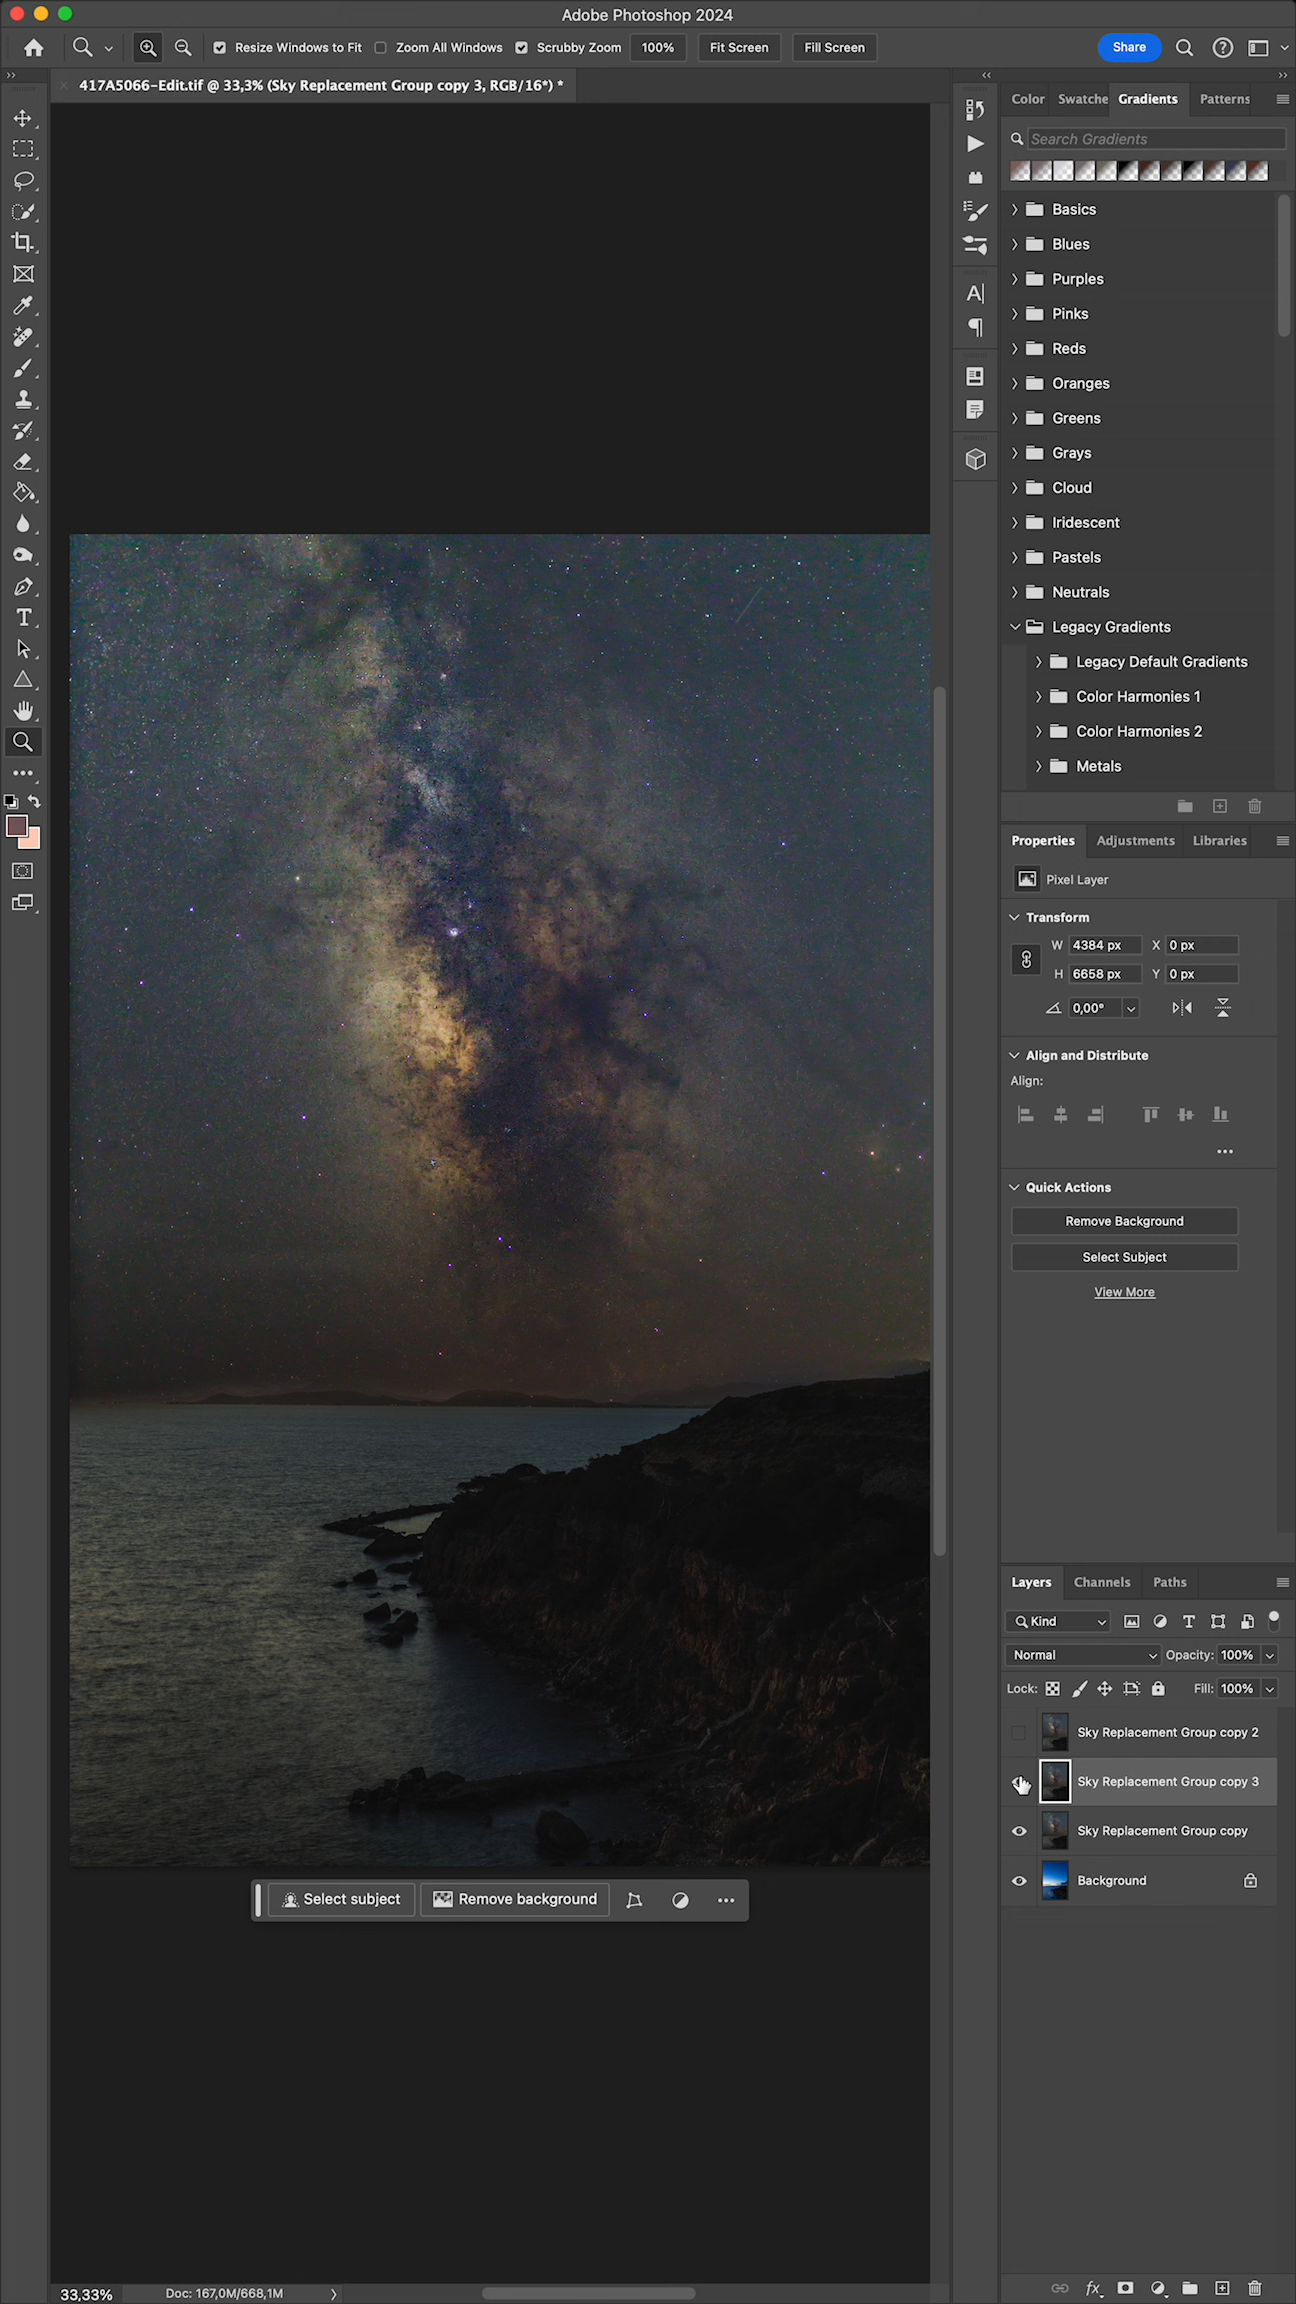 Adobe Photoshop 2024
Resize Windows to Fit
Zoom All Windows
Scrubby Zoom
100%
Fit Screen
Fill Screen
Share
417A5066-Edit.tif @ 33,3% (Sky Replacement Group copy 3, RGB/16*) *
Color
Swatche
Gradients
Patterns
Search Gradients
Basics
Blues
Purples
Pinks
Reds
Oranges
Greens
Grays
Cloud
Iridescent
Pastels
Neutrals
Legacy Gradients
Legacy Default Gradients
Color Harmonies 1
Color Harmonies 2
Metals
Properties
Adjustments
Libraries
Pixel Layer
Transform
W 4384 px X 0 px
H 6658 px Y 0 px
0,00°
Align and Distribute
Align:
Quick Actions
Remove Background
Select Subject
View More
Layers
Channels
Paths
Kind
Normal
Opacity: 100%
Lock:
Fill: 100%
Sky Replacement Group copy 2
Sky Replacement Group copy 3
Sky Replacement Group copy
Background
Select subject
Remove background
33,33%
Doc: 167,0M/668,1M